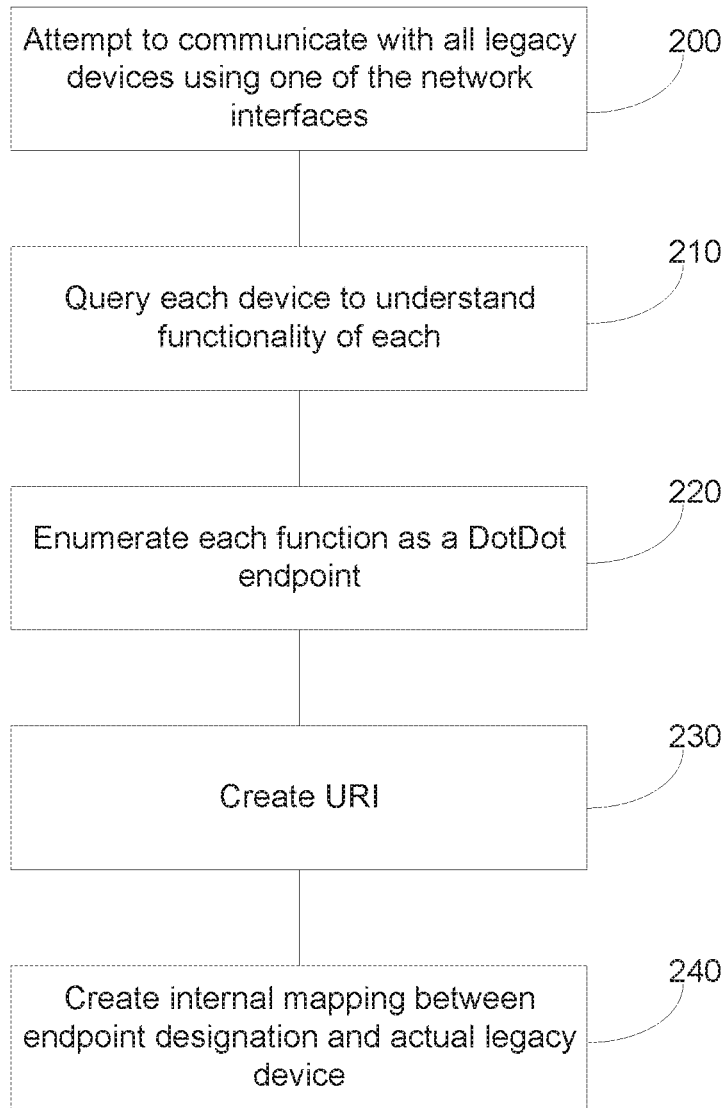 Attempt to communicate with all legacy
devices using one of the network
interfaces
200
Query each device to understand
functionality of each
210
Enumerate each function as a DotDot
endpoint
220
Create URI
230
Create internal mapping between
endpoint designation and actual legacy
device
240